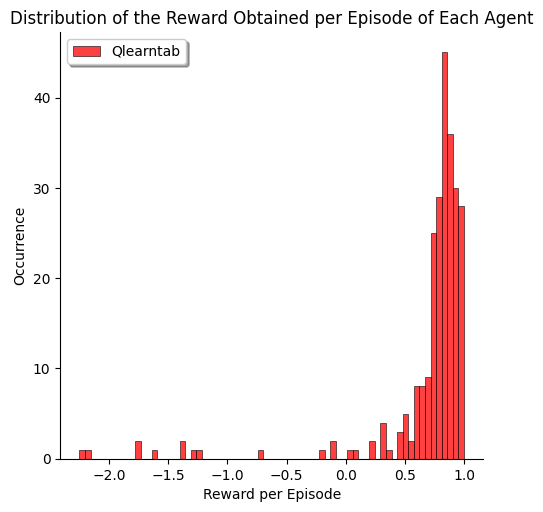 Distribution of the Reward Obtained per Episode of Each Agent
Qlearntab
Occurrence
40
30
20
10
0
−2.0 −1.5 −1.0 −0.5 0.0 0.5 1.0
Reward per Episode